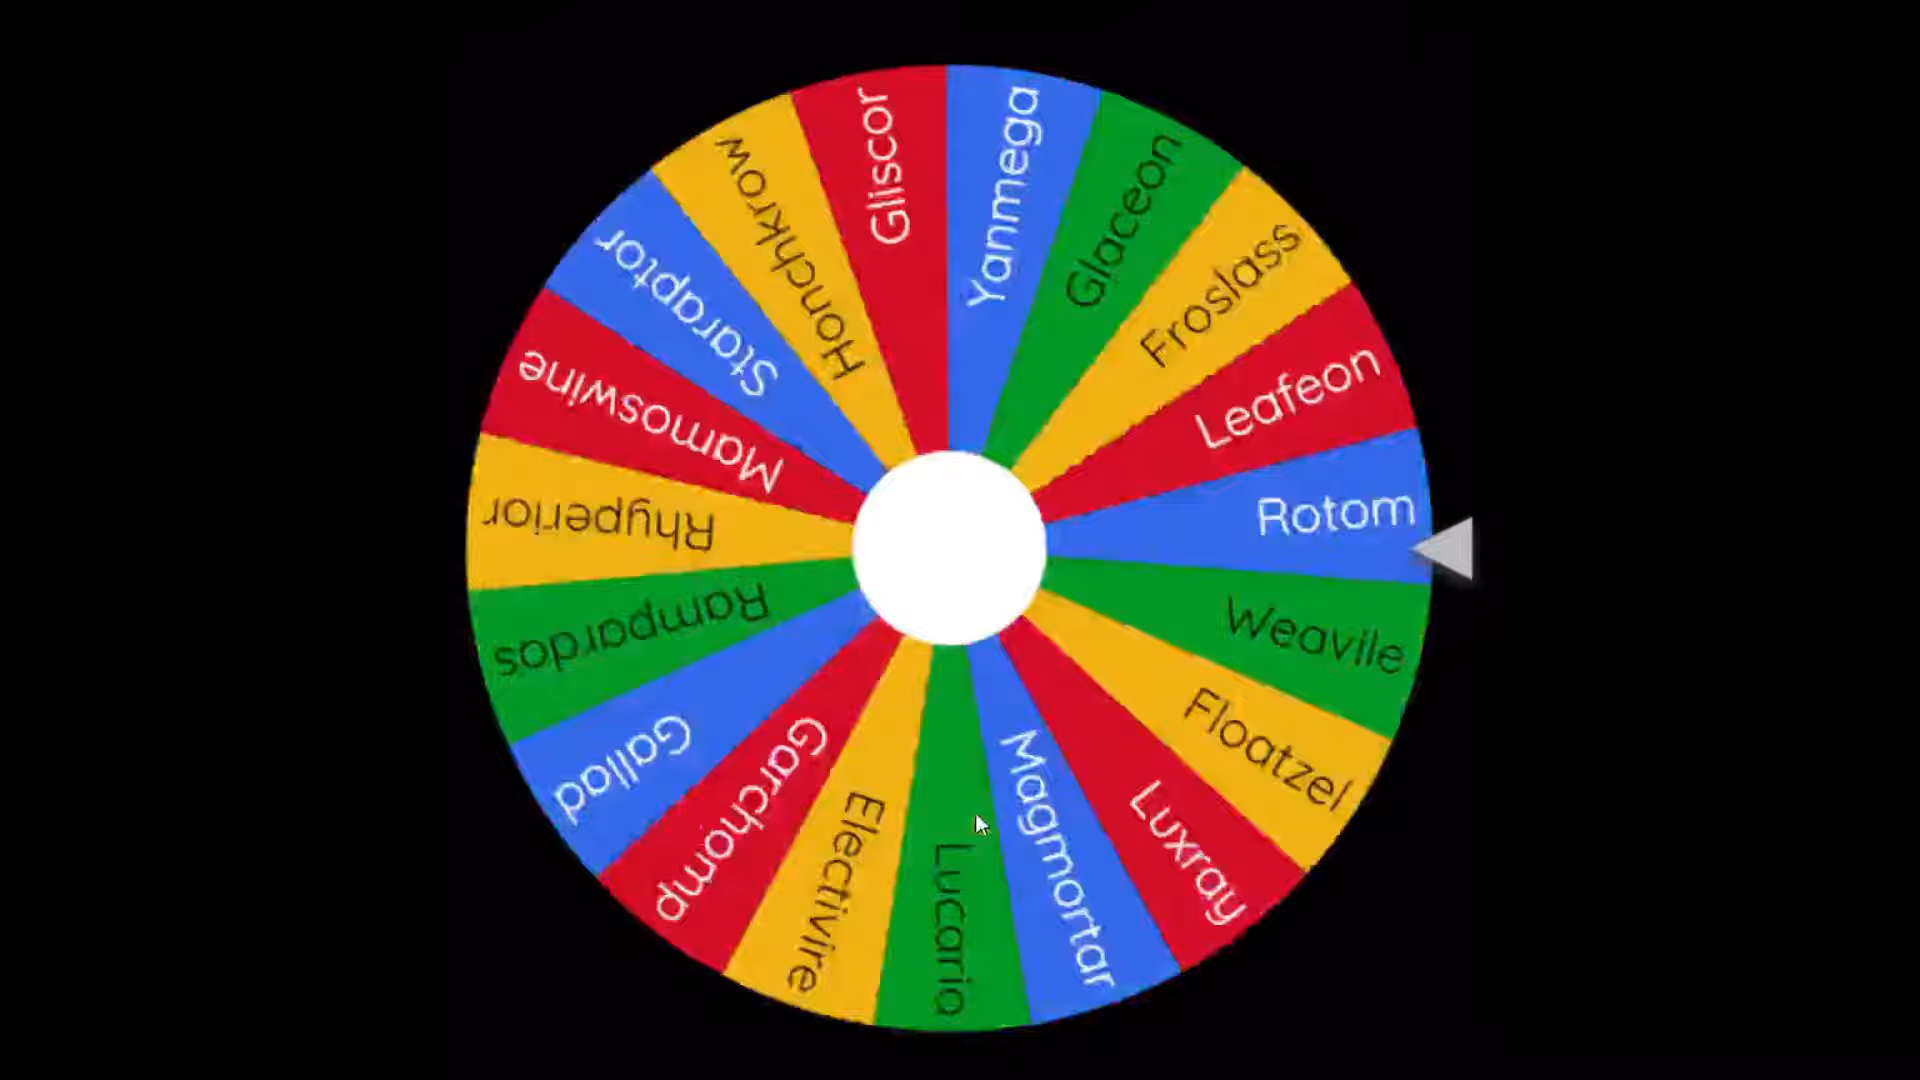 Yanmega
Glaceon
Froslass
Leafeon
Rotom
Weavile
Floatzel
Luxray
Magmortar
Lucario
Electivire
Garchomp
Gallad
Rampardos
Rhyperior
Mamoswine
Staraptor
Honchkrow
Gliscor